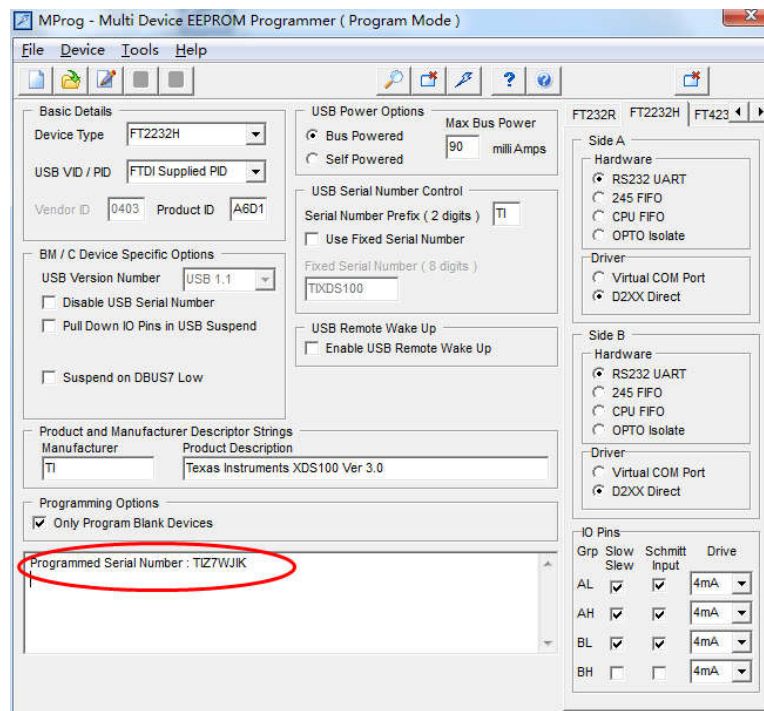 MProg - Multi Device EEPROM Programmer ( Program Mode )
File Device Tools Help
Basic Details
Device Type FT2232H
USB VID / PID FTDI Supplied PID
Vendor ID 0403 Product ID A6D1
BM / C Device Specific Options
USB Version Number USB 1.1
Disable USB Serial Number
Pull Down IO Pins in USB Suspend
Suspend on DBUS7 Low
USB Power Options
Bus Powered
Self Powered
Max Bus Power
90 milliAmps
USB Serial Number Control
Serial Number Prefix ( 2 digits ) TI
Use Fixed Serial Number
Fixed Serial Number ( 8 digits )
TIXDS100
USB Remote Wake Up
Enable USB Remote Wake Up
Product and Manufacturer Descriptor Strings
Manufacturer Product Description
TI Texas Instruments XDS100 Ver 3.0
Programming Options
Only Program Blank Devices
Programmed Serial Number : TIZ7WJIK
FT232R FT2232H FT423
Side A
Hardware
RS232 UART
245 FIFO
CPU FIFO
OPTO Isolate
Driver
Virtual COM Port
D2XX Direct
Side B
Hardware
RS232 UART
245 FIFO
CPU FIFO
OPTO Isolate
Driver
Virtual COM Port
D2XX Direct
IO Pins
Grp Slow Slew Schmitt Input Drive
AL 4mA
AH 4mA
BL 4mA
BH 4mA